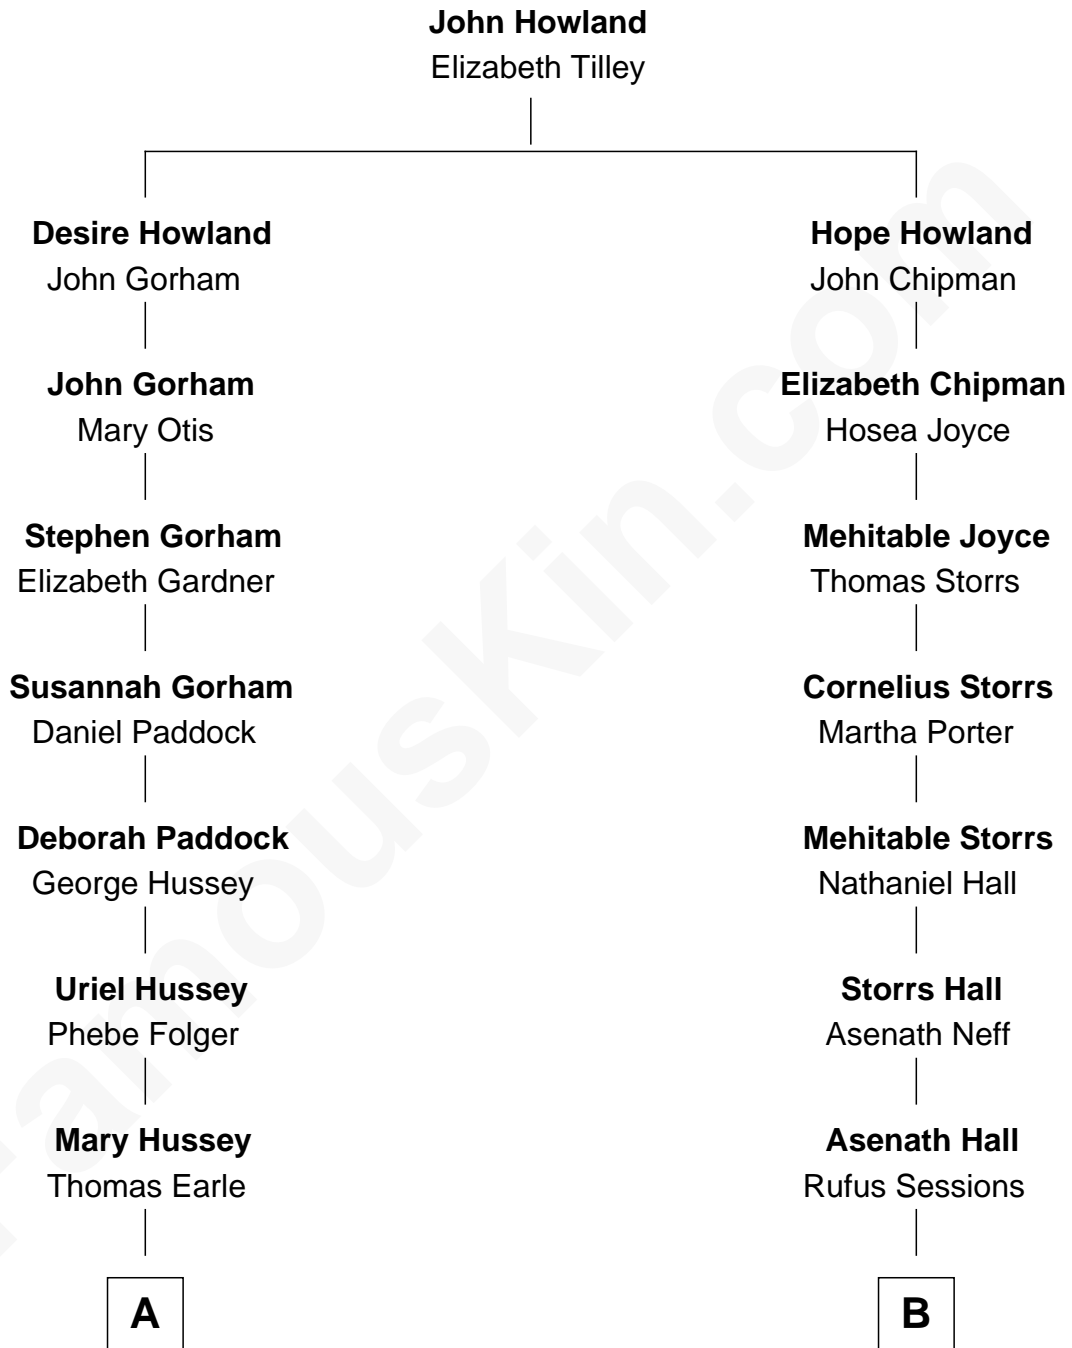 John Howland
Elizabeth Tilley
Desire Howland
John Gorham
Hope Howland
John Chipman
John Gorham
Mary Otis
Elizabeth Chipman
Hosea Joyce
Stephen Gorham
Elizabeth Gardner
Mehitable Joyce
Thomas Storrs
Susannah Gorham
Daniel Paddock
Cornelius Storrs
Martha Porter
Deborah Paddock
George Hussey
Mehitable Storrs
Nathaniel Hall
Uriel Hussey
Phebe Folger
Storrs Hall
Asenath Neff
Mary Hussey
Thomas Earle
Asenath Hall
Rufus Sessions
A
B
FamousKin.com